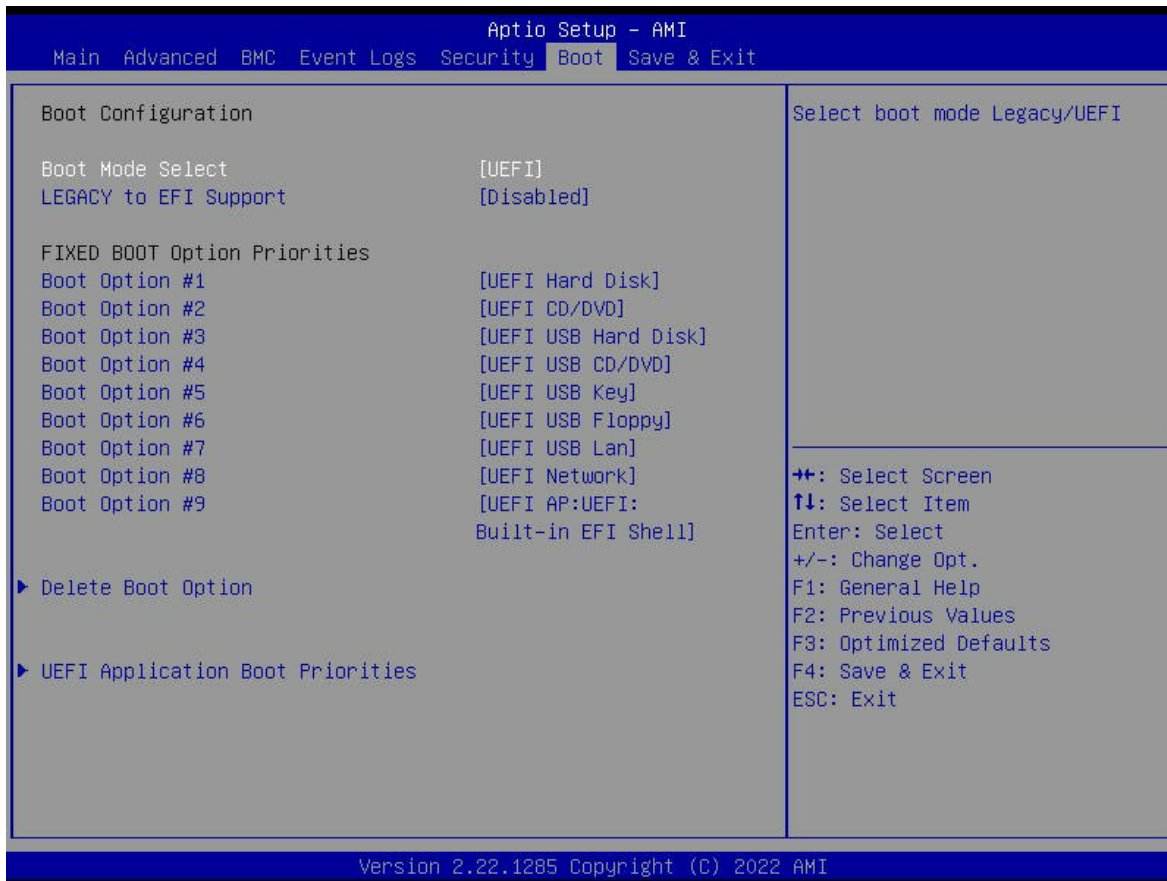 Aptio Setup – AMI
Main Advanced BMC Event Logs Security Boot Save & Exit
Boot Configuration
Boot Mode Select [UEFI]
LEGACY to EFI Support [Disabled]
FIXED BOOT Option Priorities
Boot Option #1 [UEFI Hard Disk]
Boot Option #2 [UEFI CD/DVD]
Boot Option #3 [UEFI USB Hard Disk]
Boot Option #4 [UEFI USB CD/DVD]
Boot Option #5 [UEFI USB Key]
Boot Option #6 [UEFI USB Floppy]
Boot Option #7 [UEFI USB Lan]
Boot Option #8 [UEFI Network]
Boot Option #9 [UEFI AP:UEFI:
Built-in EFI Shell]
▶ Delete Boot Option
▶ UEFI Application Boot Priorities
Select boot mode Legacy/UEFI
→←: Select Screen
↑↓: Select Item
Enter: Select
+/-: Change Opt.
F1: General Help
F2: Previous Values
F3: Optimized Defaults
F4: Save & Exit
ESC: Exit
Version 2.22.1285 Copyright (C) 2022 AMI